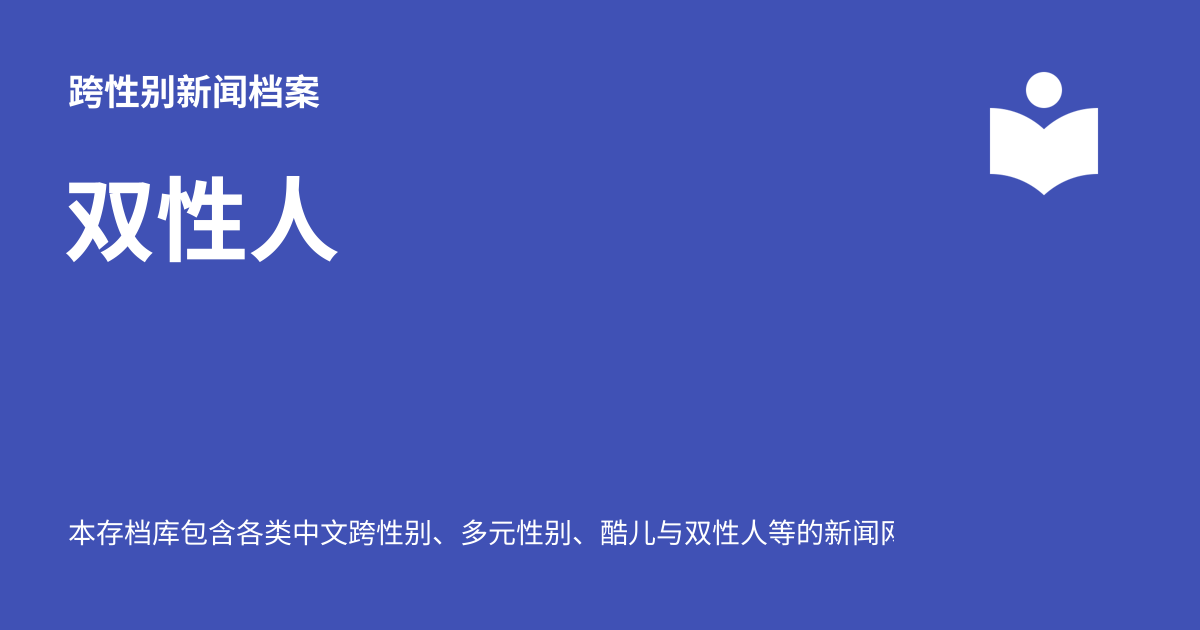 跨性别新闻档案
双性人
本存档库包含各类中文跨性别、多元性别、酷儿与双性人等的新闻